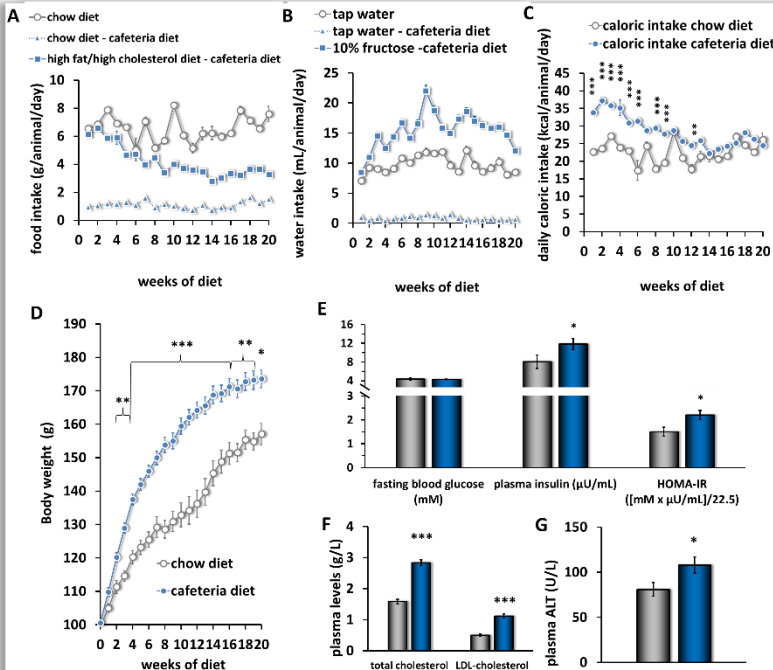 A
chow diet
chow diet - cafeteria diet
high fat/high cholesterol diet - cafeteria diet
food intake (g/animal/day)
10
8
6
4
2
0
0 2 4 6 8 10 12 14 16 18 20
weeks of diet
B
tap water
tap water - cafeteria diet
10% fructose -cafeteria diet
water intake (mL/animal/day)
25
20
15
10
5
0
0 2 4 6 8 10 12 14 16 18 20
weeks of diet
C
caloric intake chow diet
caloric intake cafeteria diet
daily caloric intake (kcal/animal/day)
*** *** *** *** *** *** *** *** **
45
40
35
30
25
20
15
10
5
0
0 2 4 6 8 10 12 14 16 18 20
weeks of diet
D
Body weight (g)
190
180
170
160
150
140
130
120
110
100
** *** ** *
chow diet
cafeteria diet
0 2 4 6 8 10 12 14 16 18 20
weeks of diet
E
16
12
8
4
3
2
1
0
* *
fasting blood glucose
(mM)
plasma insulin (µU/mL)
HOMA-IR
([mM x µU/mL]/22.5)
F
plasma levels (g/L)
4
3
2
1
0
*** ***
total cholesterol LDL-cholesterol
G
plasma ALT (U/L)
150
100
50
0
*